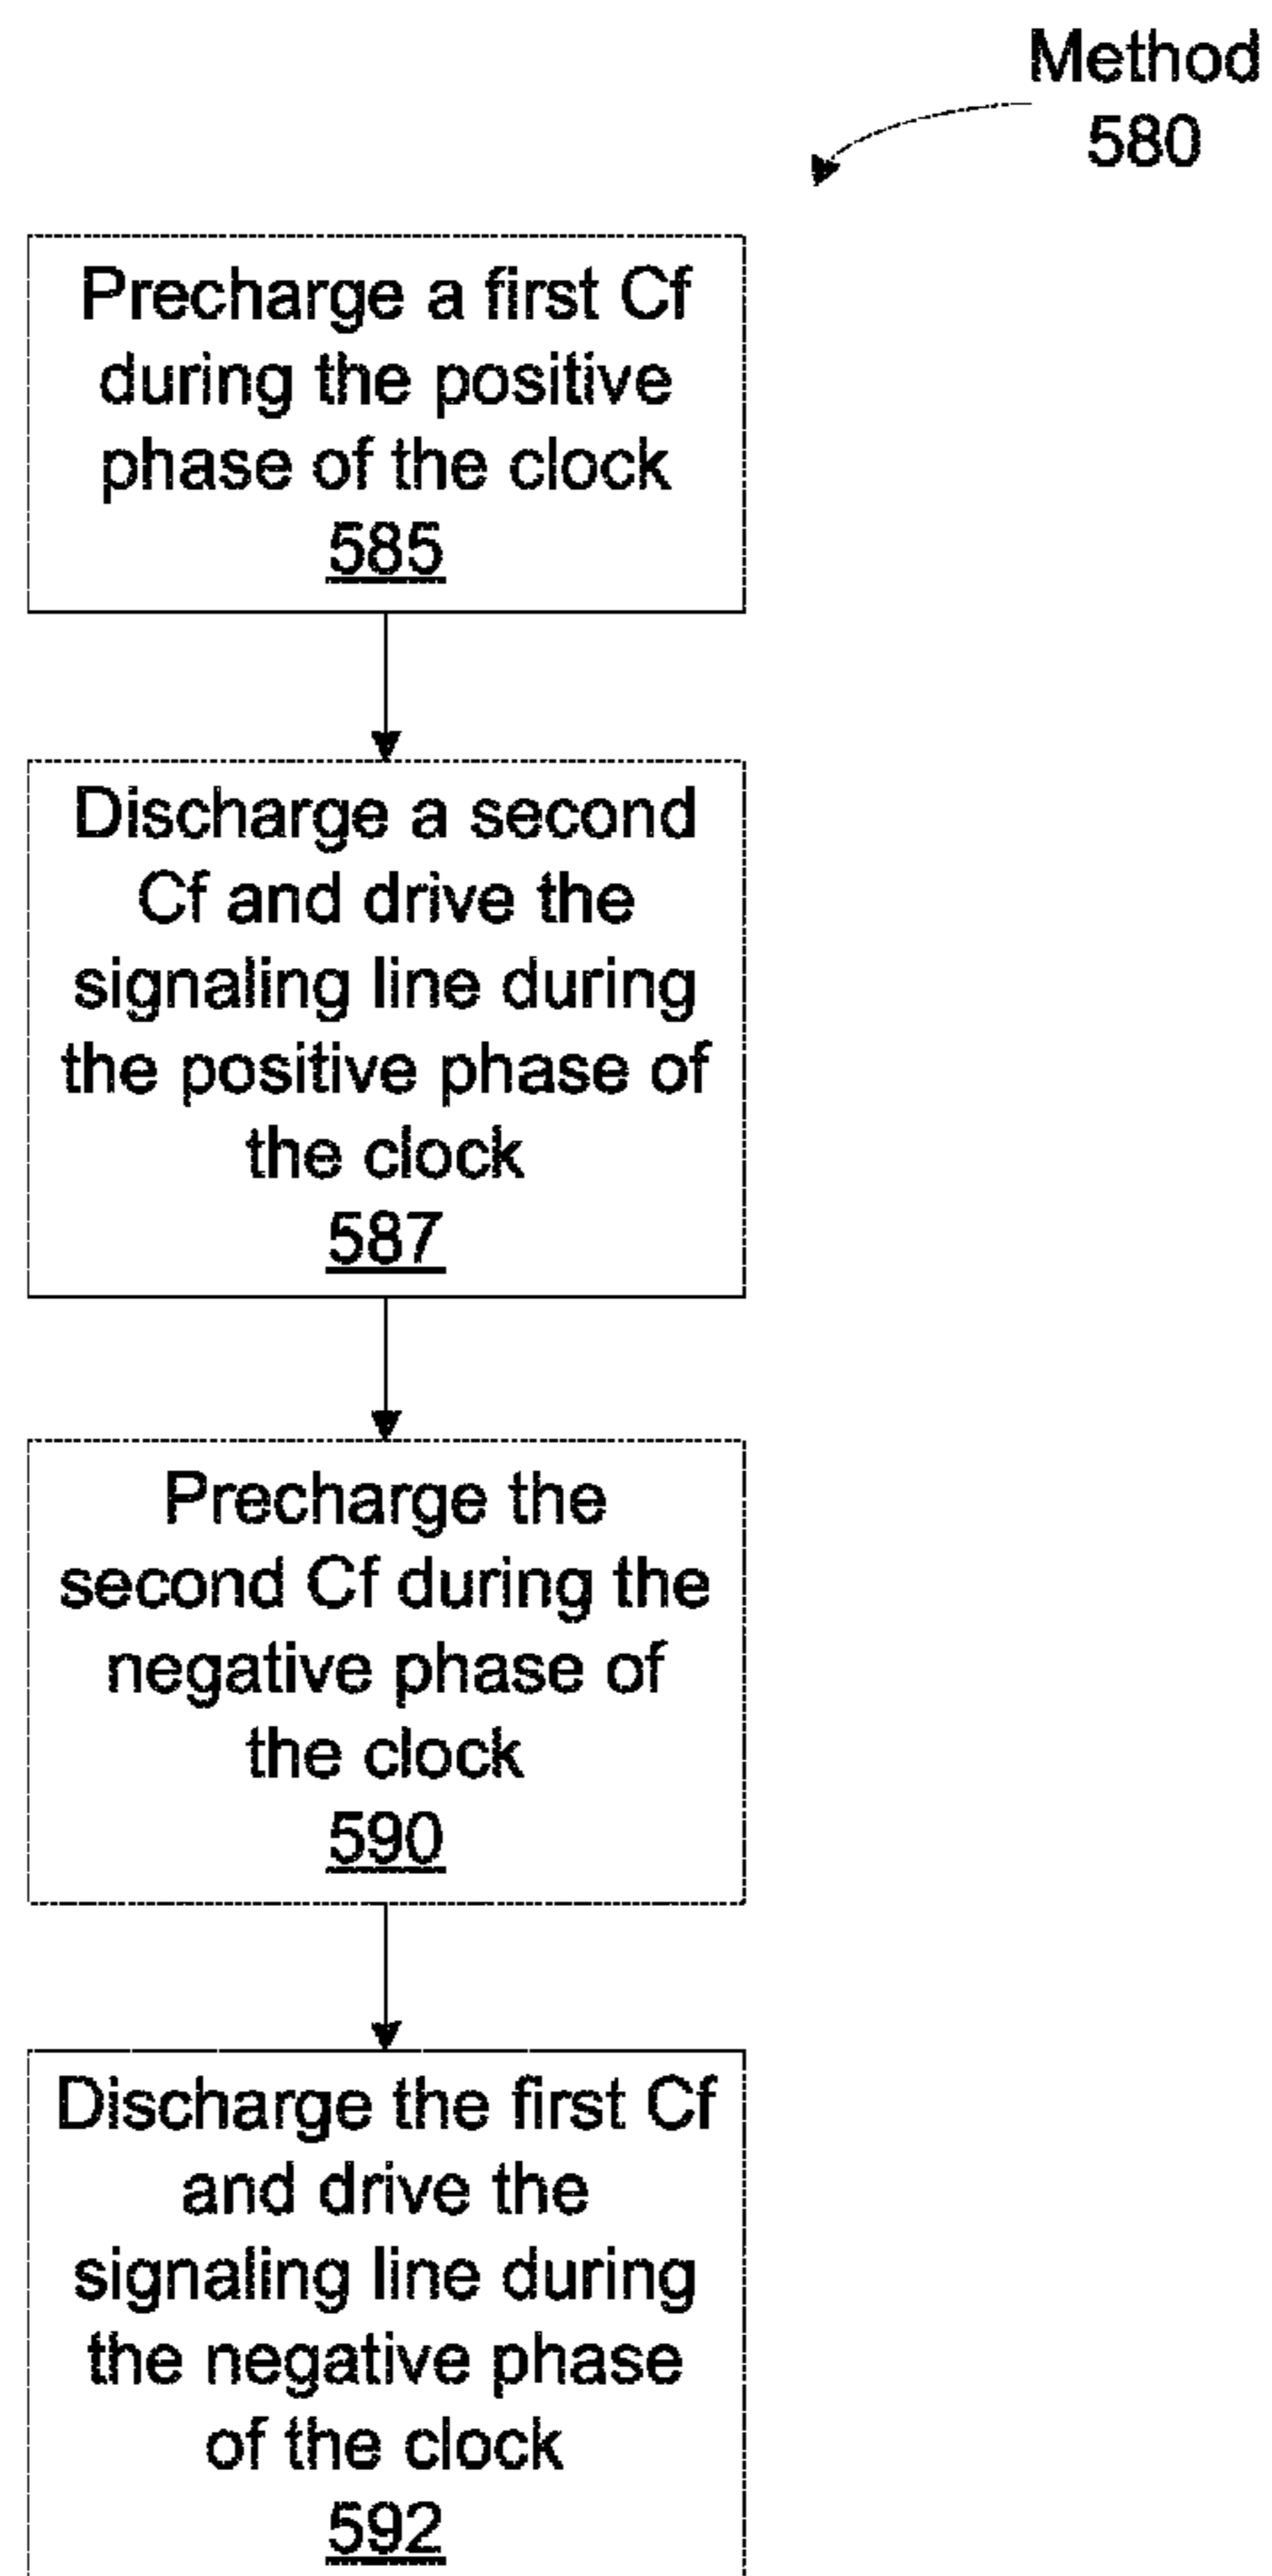 Method
580
Precharge a first Cf
during the positive
phase of the clock
585
Discharge a second
Cf and drive the
signaling line during
the positive phase of
the clock
587
Precharge the
second Cf during the
negative phase of
the clock
590
Discharge the first Cf
and drive the
signaling line during
the negative phase
of the clock
592